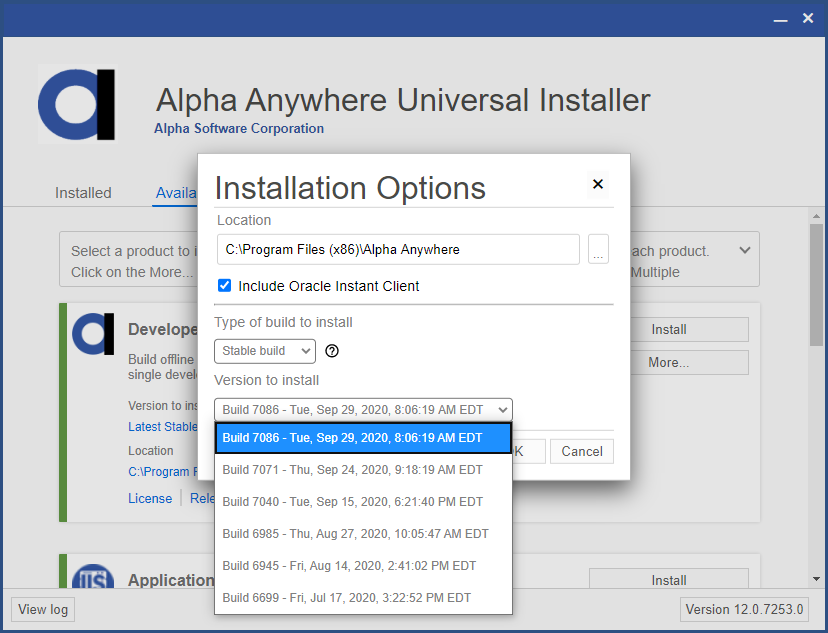 Alpha Anywhere Universal Installer
Alpha Software Corporation
Installed
Availa
Select a product to i
Click on the More...
ach product.
Multiple
Installation Options
Location
C:\Program Files (x86)\Alpha Anywhere
...
Include Oracle Instant Client
Type of build to install
Stable build
Version to install
Build 7086 - Tue, Sep 29, 2020, 8:06:19 AM EDT
Build 7086 - Tue, Sep 29, 2020, 8:06:19 AM EDT
Build 7071 - Thu, Sep 24, 2020, 9:18:19 AM EDT
Build 7040 - Tue, Sep 15, 2020, 6:21:40 PM EDT
Build 6985 - Thu, Aug 27, 2020, 10:05:47 AM EDT
Build 6945 - Fri, Aug 14, 2020, 2:41:02 PM EDT
Build 6699 - Fri, Jul 17, 2020, 3:22:52 PM EDT
K
Cancel
Develope
Build offline
single devel
Version to ins
Latest Stable
Location
C:\Program F
License
Rele
Install
More...
IIS
Application
Install
View log
Version 12.0.7253.0